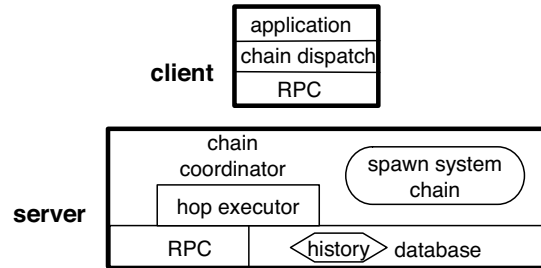 application
chain dispatch
client
RPC
chain
coordinator
spawn system
chain
hop executor
server
RPC
history
database